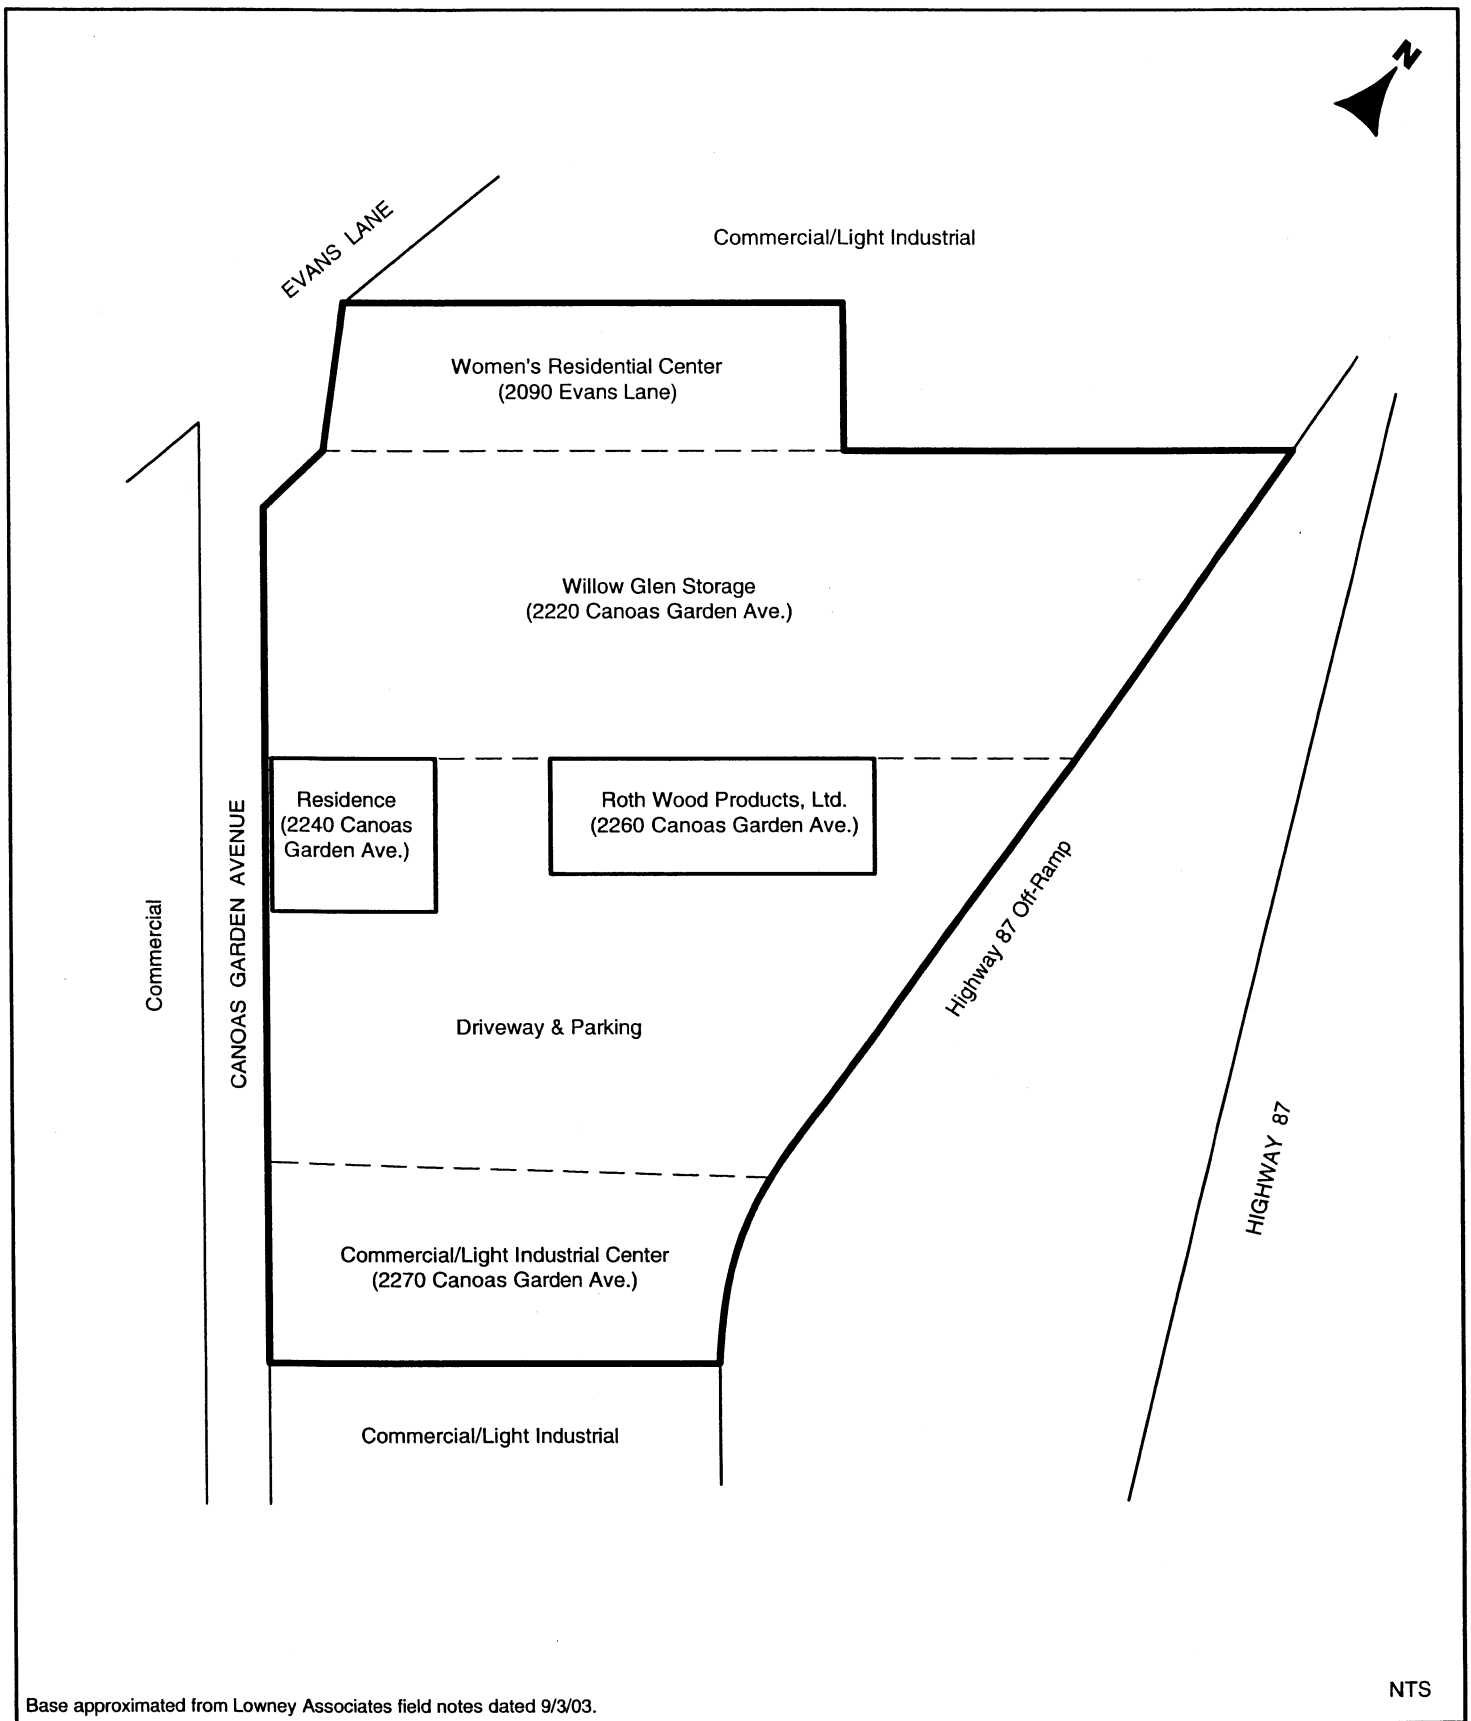 N
EVANS LANE
Commercial/Light Industrial
Women's Residential Center
(2090 Evans Lane)
Willow Glen Storage
(2220 Canoas Garden Ave.)
Residence
(2240 Canoas
Garden Ave.)
Roth Wood Products, Ltd.
(2260 Canoas Garden Ave.)
Commercial
CANOAS GARDEN AVENUE
Highway 87 Off-Ramp
Driveway & Parking
HIGHWAY 87
Commercial/Light Industrial Center
(2270 Canoas Garden Ave.)
Commercial/Light Industrial
NTS
Base approximated from Lowney Associates field notes dated 9/3/03.